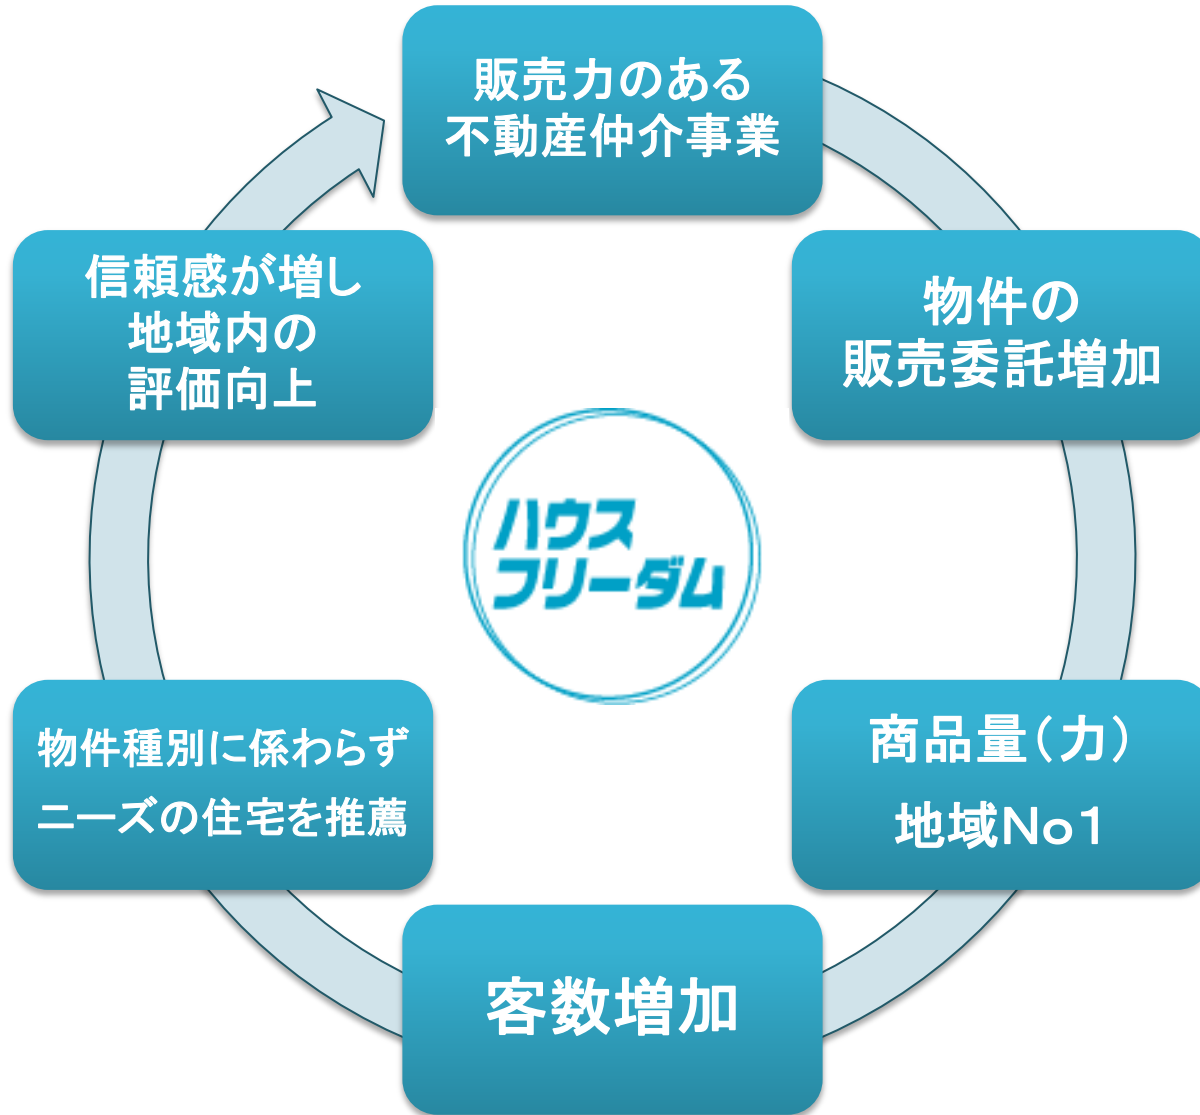 販売力のある
不動産仲介事業
物件の
販売委託増加
商品量（力）
地域No1
客数増加
物件種別に係わらず
ニーズの住宅を推薦
信頼感が増し
地域内の
評価向上
ハウス
フリーダム